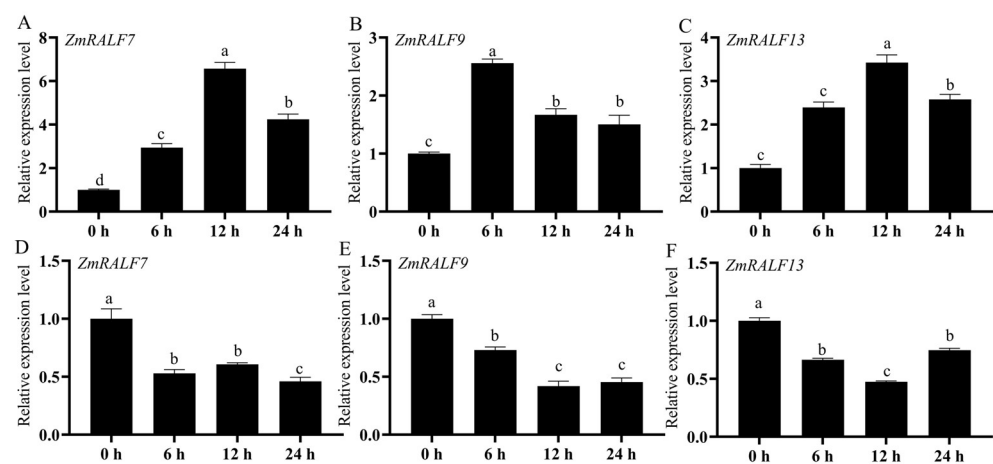 A
ZmRALF7
Relative expression level
8
6
4
2
0
d
c
a
b
0 h 6 h 12 h 24 h
B
ZmRALF9
Relative expression level
3
2
1
0
c
a
b
b
0 h 6 h 12 h 24 h
C
ZmRALF13
Relative expression level
4
3
2
1
0
c
c
a
b
0 h 6 h 12 h 24 h
D
ZmRALF7
Relative expression level
1.5
1.0
0.5
0.0
a
b
b
c
0 h 6 h 12 h 24 h
E
ZmRALF9
Relative expression level
1.5
1.0
0.5
0.0
a
b
c
c
0 h 6 h 12 h 24 h
F
ZmRALF13
Relative expression level
1.5
1.0
0.5
0.0
a
b
c
b
0 h 6 h 12 h 24 h